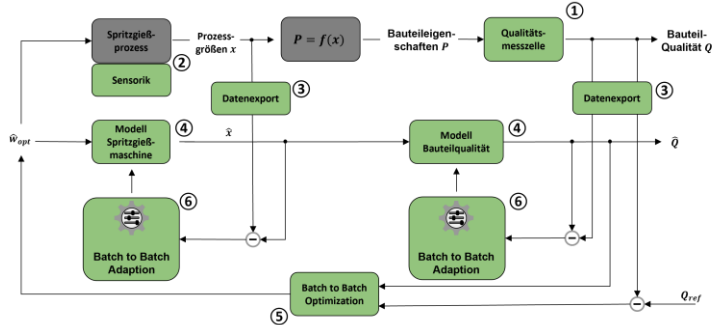 ①
Spritzgieß-
prozess
②
Sensorik
Prozess-
größen x
P = f(x)
Bauteileigen-
schaften P
Qualitäts-
messzelle
Bauteil-
Qualität Q
③
Datenexport
③
Datenexport
ŵ_opt
Modell
Spritzgieß-
maschine
④
x̂
Modell
Bauteilqualität
④
Q̂
⑥
Batch to Batch
Adaption
⑥
Batch to Batch
Adaption
Batch to Batch
Optimization
⑤
Q_ref